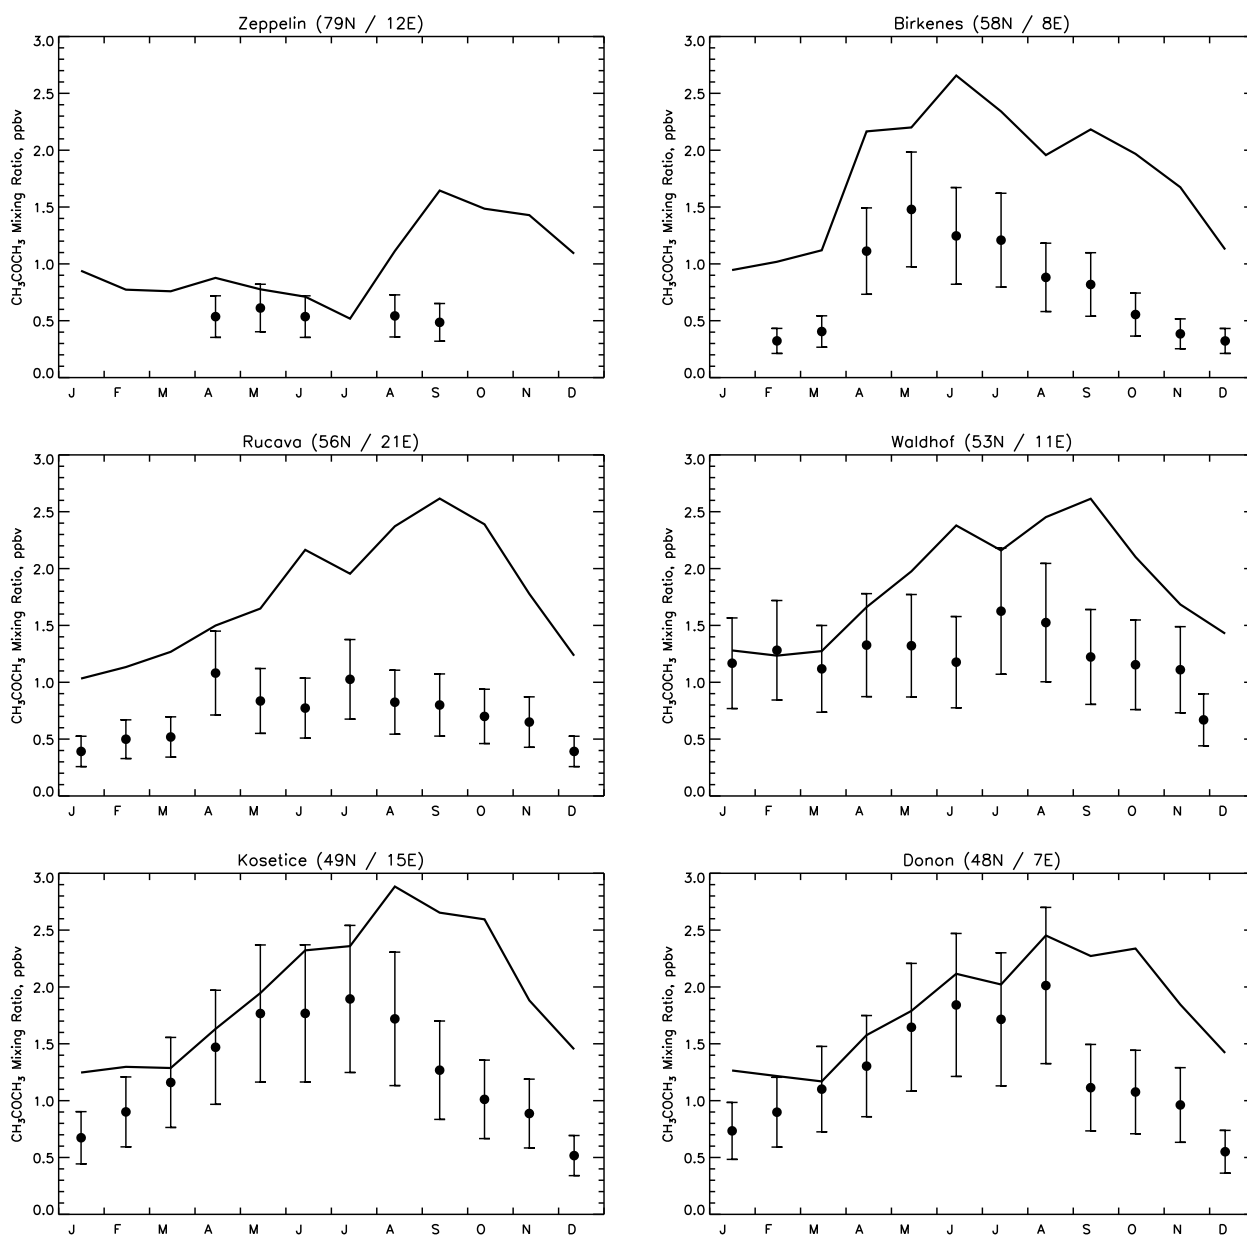 Zeppelin (79N / 12E)
CH₃COCH₃ Mixing Ratio, ppbv
3.0
2.5
2.0
1.5
1.0
0.5
0.0
J F M A M J J A S O N D
Birkenes (58N / 8E)
CH₃COCH₃ Mixing Ratio, ppbv
3.0
2.5
2.0
1.5
1.0
0.5
0.0
J F M A M J J A S O N D
Rucava (56N / 21E)
CH₃COCH₃ Mixing Ratio, ppbv
3.0
2.5
2.0
1.5
1.0
0.5
0.0
J F M A M J J A S O N D
Waldhof (53N / 11E)
CH₃COCH₃ Mixing Ratio, ppbv
3.0
2.5
2.0
1.5
1.0
0.5
0.0
J F M A M J J A S O N D
Kosetice (49N / 15E)
CH₃COCH₃ Mixing Ratio, ppbv
3.0
2.5
2.0
1.5
1.0
0.5
0.0
J F M A M J J A S O N D
Donon (48N / 7E)
CH₃COCH₃ Mixing Ratio, ppbv
3.0
2.5
2.0
1.5
1.0
0.5
0.0
J F M A M J J A S O N D